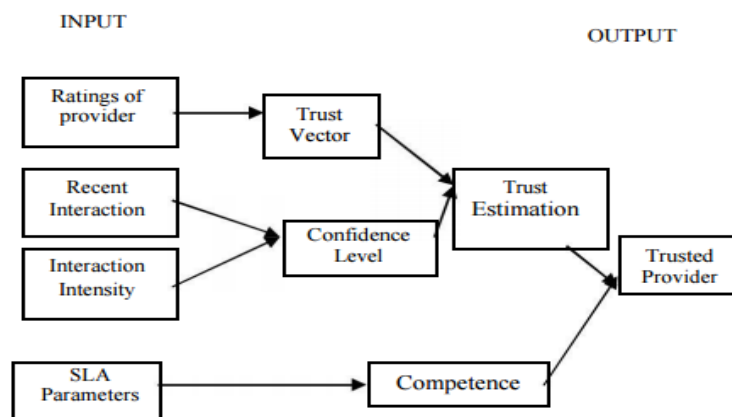 INPUT
OUTPUT
Ratings of
provider
Trust
Vector
Recent
Interaction
Trust
Estimation
Confidence
Level
Interaction
Intensity
Trusted
Provider
SLA
Parameters
Competence